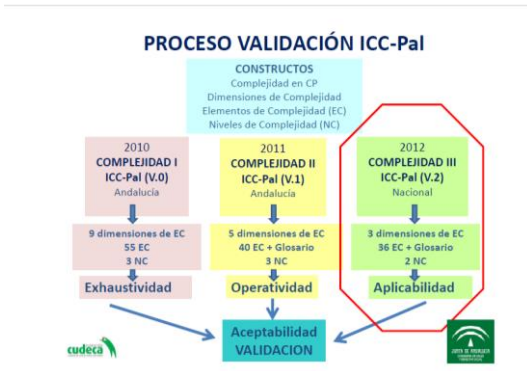 PROCESO VALIDACIÓN ICC-Pal
CONSTRUCTOS
Complejidad en CP
Dimensiones de Complejidad
Elementos de Complejidad (EC)
Niveles de Complejidad (NC)
2010
COMPLEJIDAD I
ICC-Pal (V.0)
Andalucía
9 dimensiones de EC
55 EC
3 NC
Exhaustividad
2011
COMPLEJIDAD II
ICC-Pal (V.1)
Andalucía
5 dimensiones de EC
40 EC + Glosario
3 NC
Operatividad
2012
COMPLEJIDAD III
ICC-Pal (V.2)
Nacional
3 dimensiones de EC
36 EC + Glosario
2 NC
Aplicabilidad
Aceptabilidad
VALIDACION
cudeca
JUNTA DE ANDALUCIA